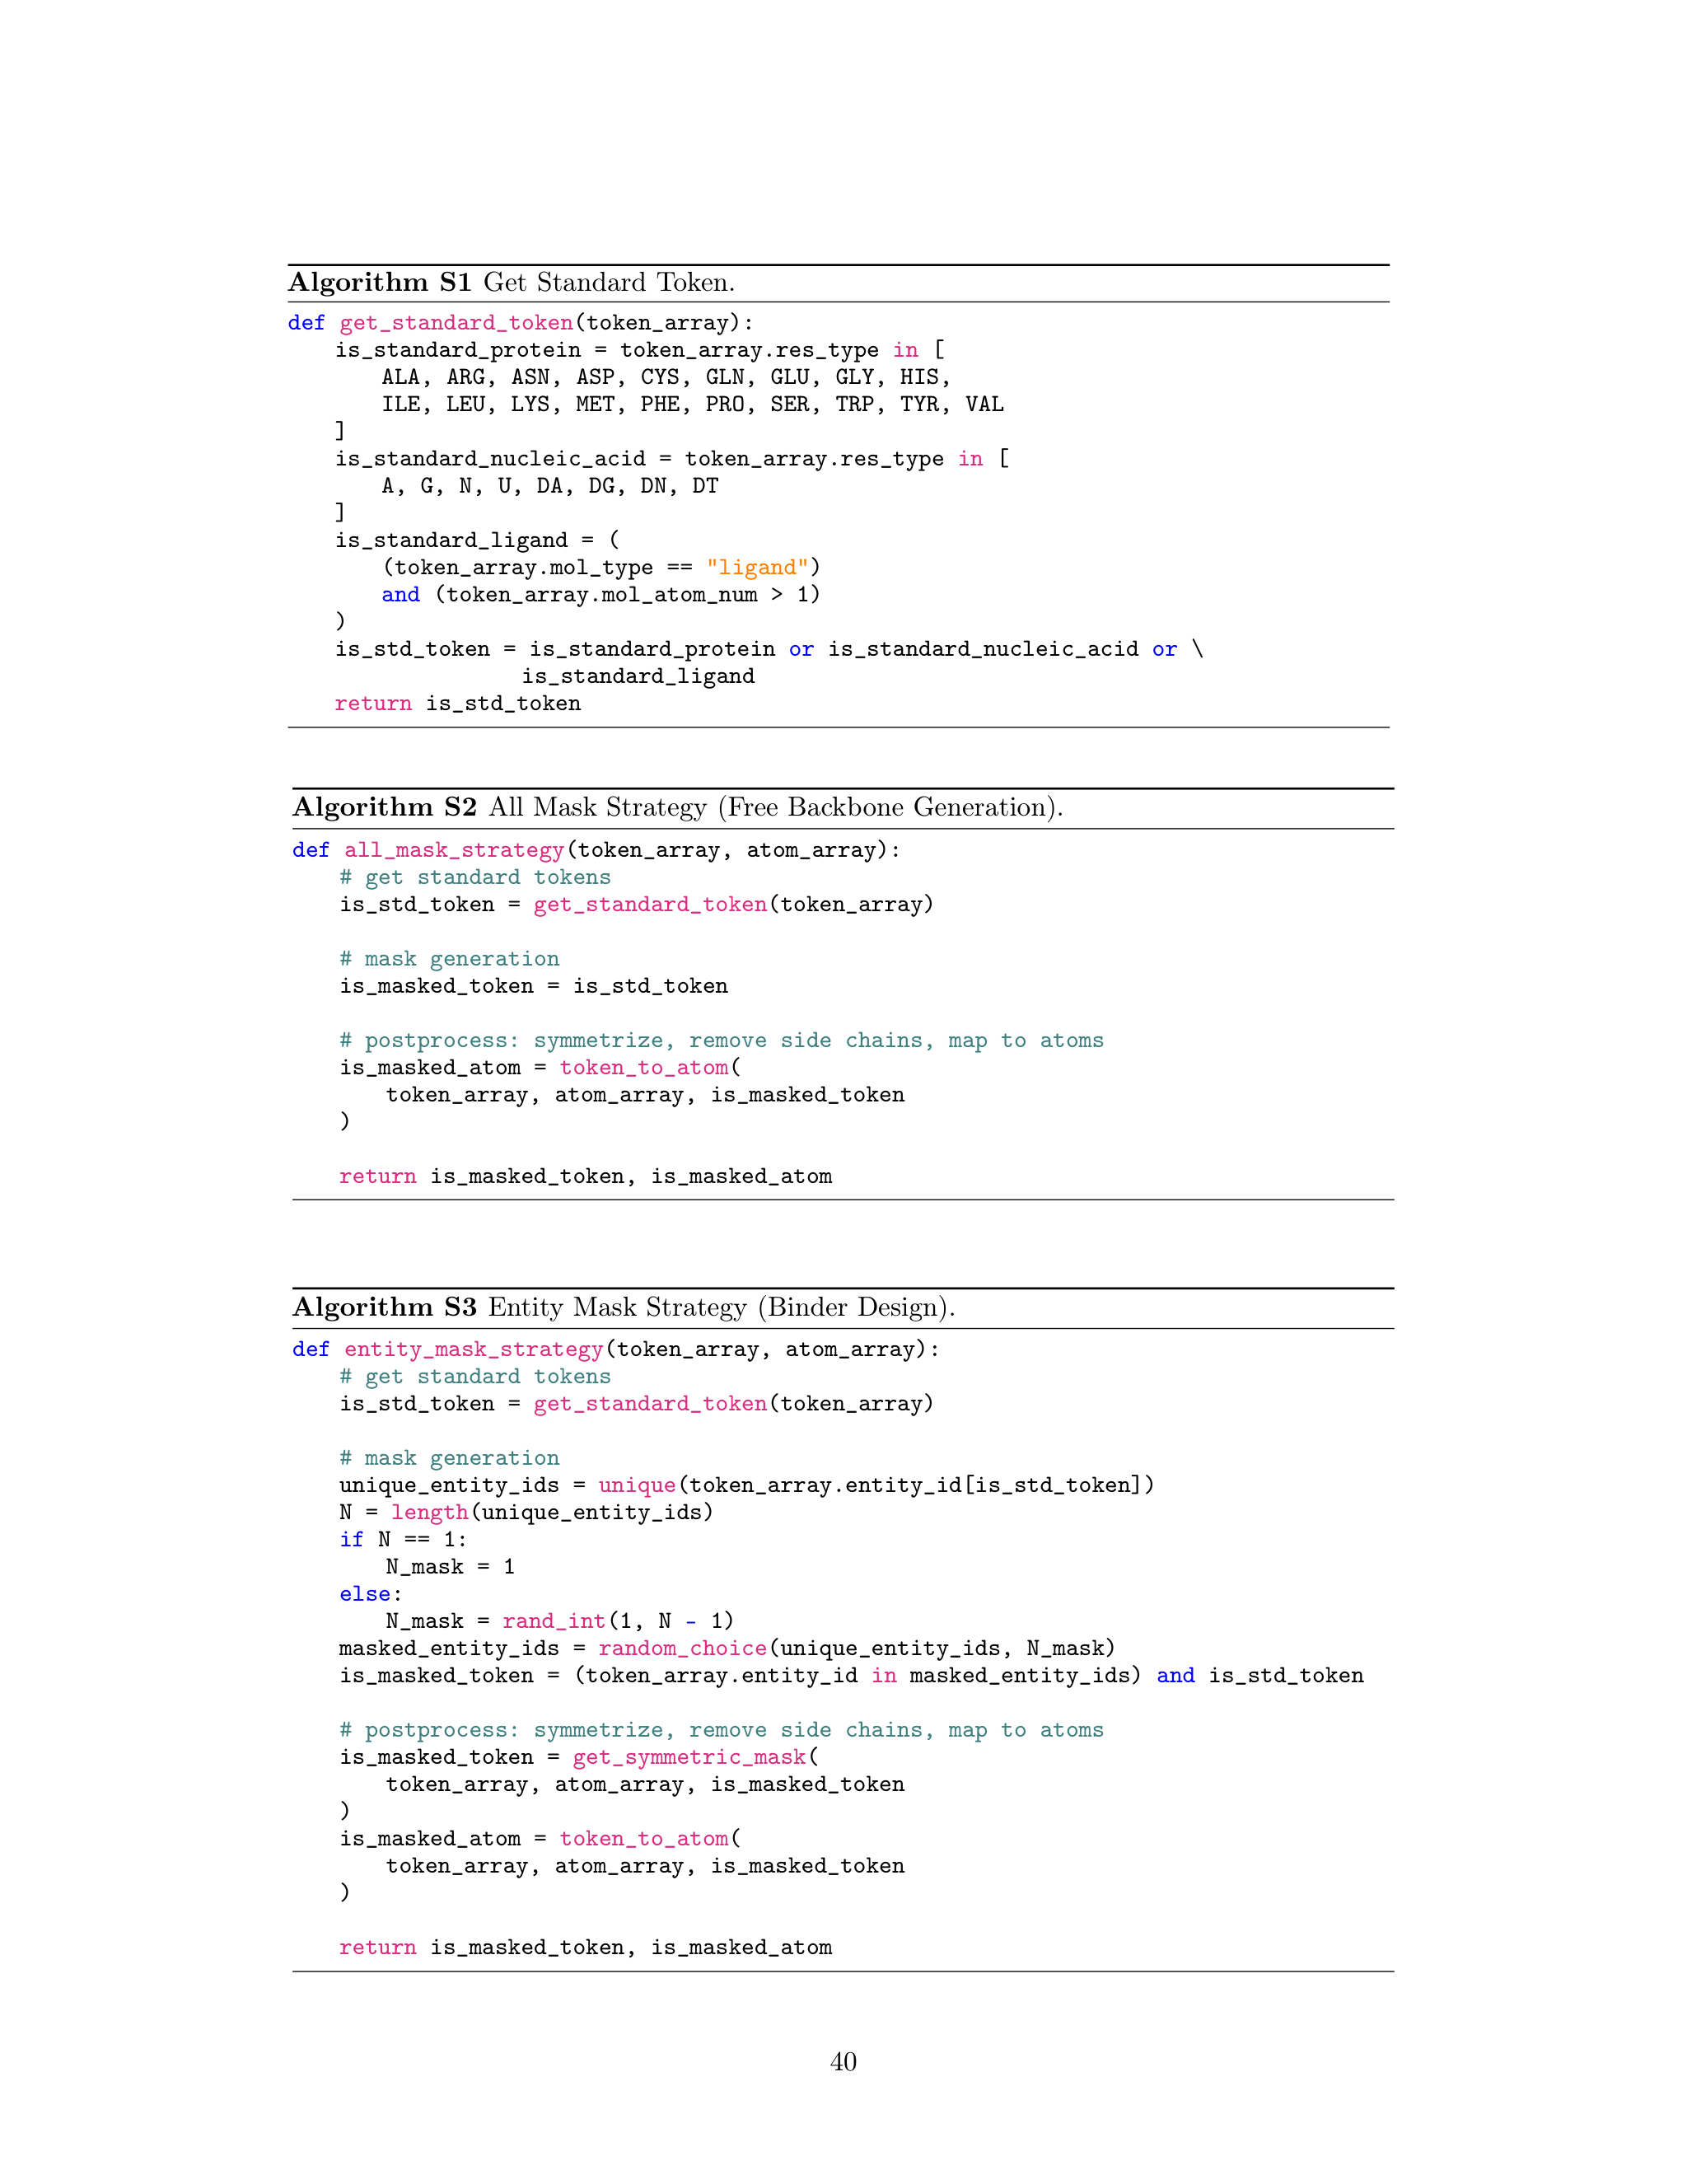 Algorithm S1 Get Standard Token.
def get_standard_token(token_array):
    is_standard_protein = token_array.res_type in [
        ALA, ARG, ASN, ASP, CYS, GLN, GLU, GLY, HIS,
        ILE, LEU, LYS, MET, PHE, PRO, SER, TRP, TYR, VAL
    ]
    is_standard_nucleic_acid = token_array.res_type in [
        A, G, N, U, DA, DG, DN, DT
    ]
    is_standard_ligand = (
        (token_array.mol_type == "ligand")
        and (token_array.mol_atom_num > 1)
    )
    is_std_token = is_standard_protein or is_standard_nucleic_acid or \
                   is_standard_ligand
    return is_std_token
Algorithm S2 All Mask Strategy (Free Backbone Generation).
def all_mask_strategy(token_array, atom_array):
    # get standard tokens
    is_std_token = get_standard_token(token_array)
    # mask generation
    is_masked_token = is_std_token
    # postprocess: symmetrize, remove side chains, map to atoms
    is_masked_atom = token_to_atom(
        token_array, atom_array, is_masked_token
    )
    return is_masked_token, is_masked_atom
Algorithm S3 Entity Mask Strategy (Binder Design).
def entity_mask_strategy(token_array, atom_array):
    # get standard tokens
    is_std_token = get_standard_token(token_array)
    # mask generation
    unique_entity_ids = unique(token_array.entity_id[is_std_token])
    N = length(unique_entity_ids)
    if N == 1:
        N_mask = 1
    else:
        N_mask = rand_int(1, N - 1)
    masked_entity_ids = random_choice(unique_entity_ids, N_mask)
    is_masked_token = (token_array.entity_id in masked_entity_ids) and is_std_token
    # postprocess: symmetrize, remove side chains, map to atoms
    is_masked_token = get_symmetric_mask(
        token_array, atom_array, is_masked_token
    )
    is_masked_atom = token_to_atom(
        token_array, atom_array, is_masked_token
    )
    return is_masked_token, is_masked_atom
40